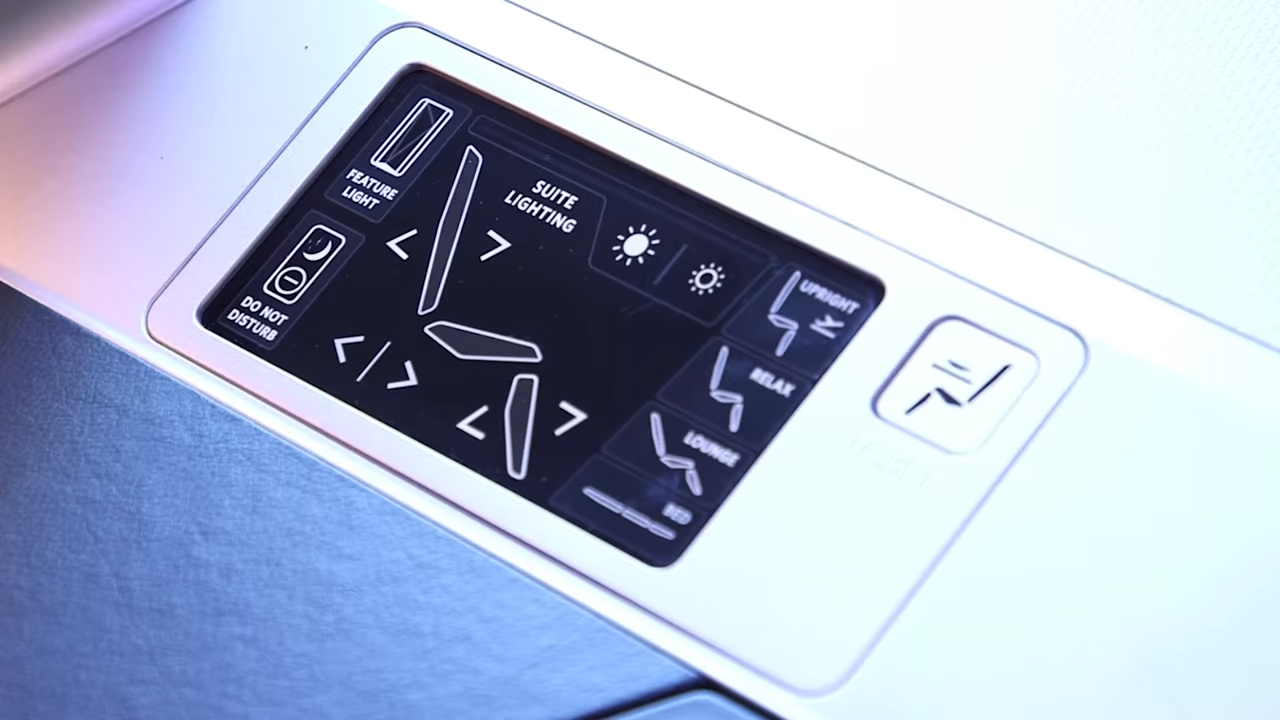 FEATURE
LIGHT
SUITE
LIGHTING
DO NOT
DISTURB
UPRIGHT
RELAX
LOUNGE
BED